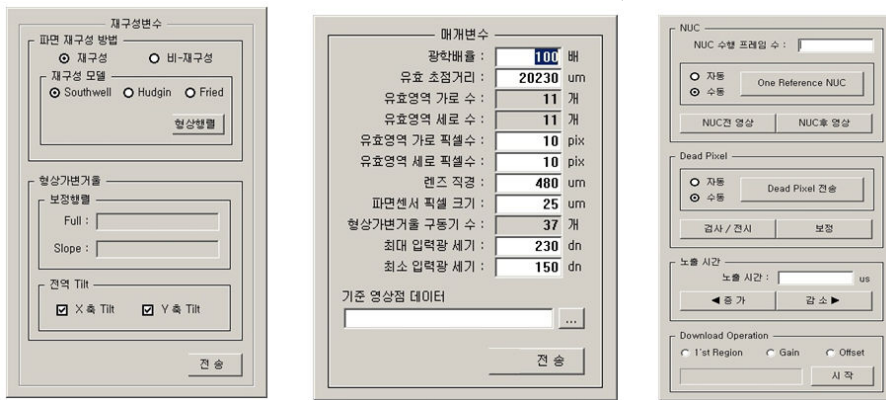 재구성변수
파면 재구성 방법
재구성 비-재구성
재구성 모델
Southwell Hudgin Fried
형상행렬
형상가변거울
보정행렬
Full :
Slope :
전역 Tilt
X 축 Tilt Y 축 Tilt
전 송
매개변수
광학배율 : 100 배
유효 초점거리 : 20230 um
유효영역 가로 수 : 11 개
유효영역 세로 수 : 11 개
유효영역 가로 픽셀수 : 10 pix
유효영역 세로 픽셀수 : 10 pix
렌즈 직경 : 480 um
파면센서 픽셀 크기 : 25 um
형상가변거울 구동기 수 : 37 개
최대 입력광 세기 : 230 dn
최소 입력광 세기 : 150 dn
기준 영상점 데이터
...
전 송
NUC
NUC 수행 프레임 수 :
자동
수동
One Reference NUC
NUC전 영상 NUC후 영상
Dead Pixel
자동
수동
Dead Pixel 전송
검사 / 전시 보정
노출 시간
노출 시간 : us
◀ 증 가 감 소 ▶
Download Operation
1'st Region Gain Offset
시 작